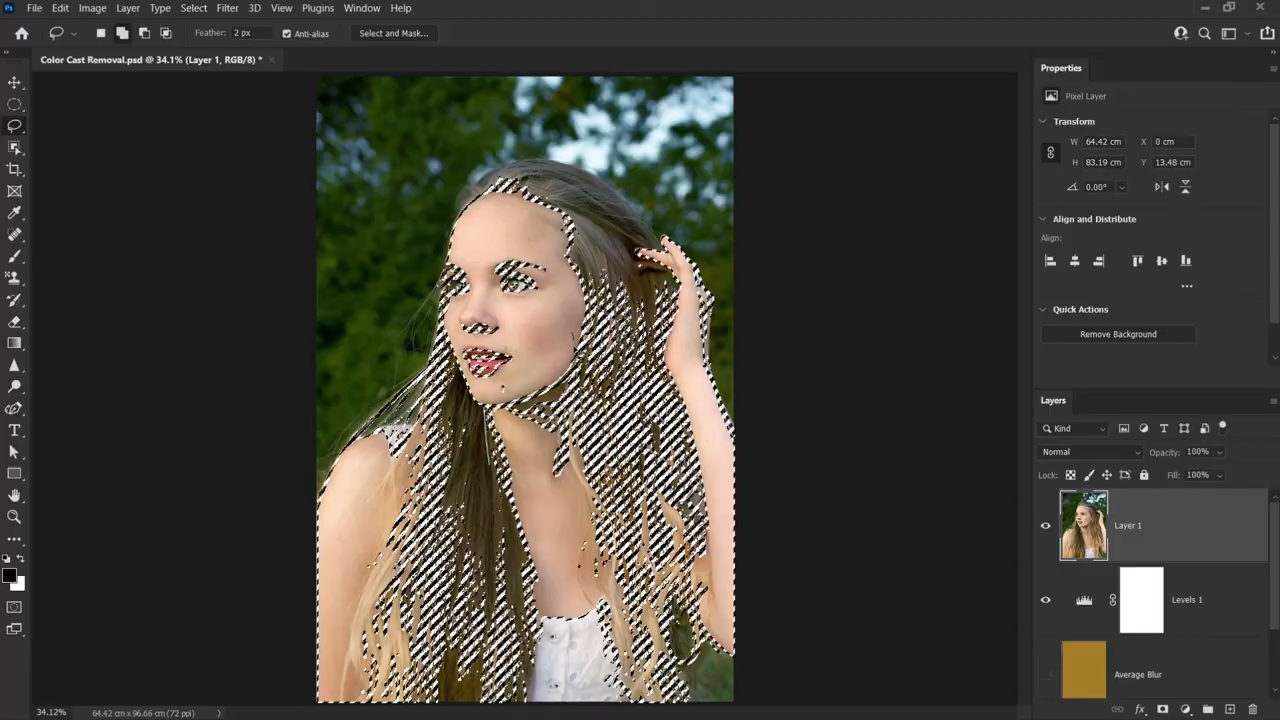 Ps File Edit Image Layer Type Select Filter 3D View Plugins Window Help
Feather: 2 px Anti-alias Select and Mask...
Color Cast Removal.psd @ 34.1% (Layer 1, RGB/8) * ×
Properties
Pixel Layer
Transform
W 64.42 cm X 0 cm
H 83.19 cm Y 13.48 cm
0.00°
Align and Distribute
Align:
Quick Actions
Remove Background
Layers
Kind
Normal Opacity: 100%
Lock: Fill: 100%
Layer 1
Levels 1
Average Blur
34.12% 64.42 cm x 96.66 cm (72 ppi)